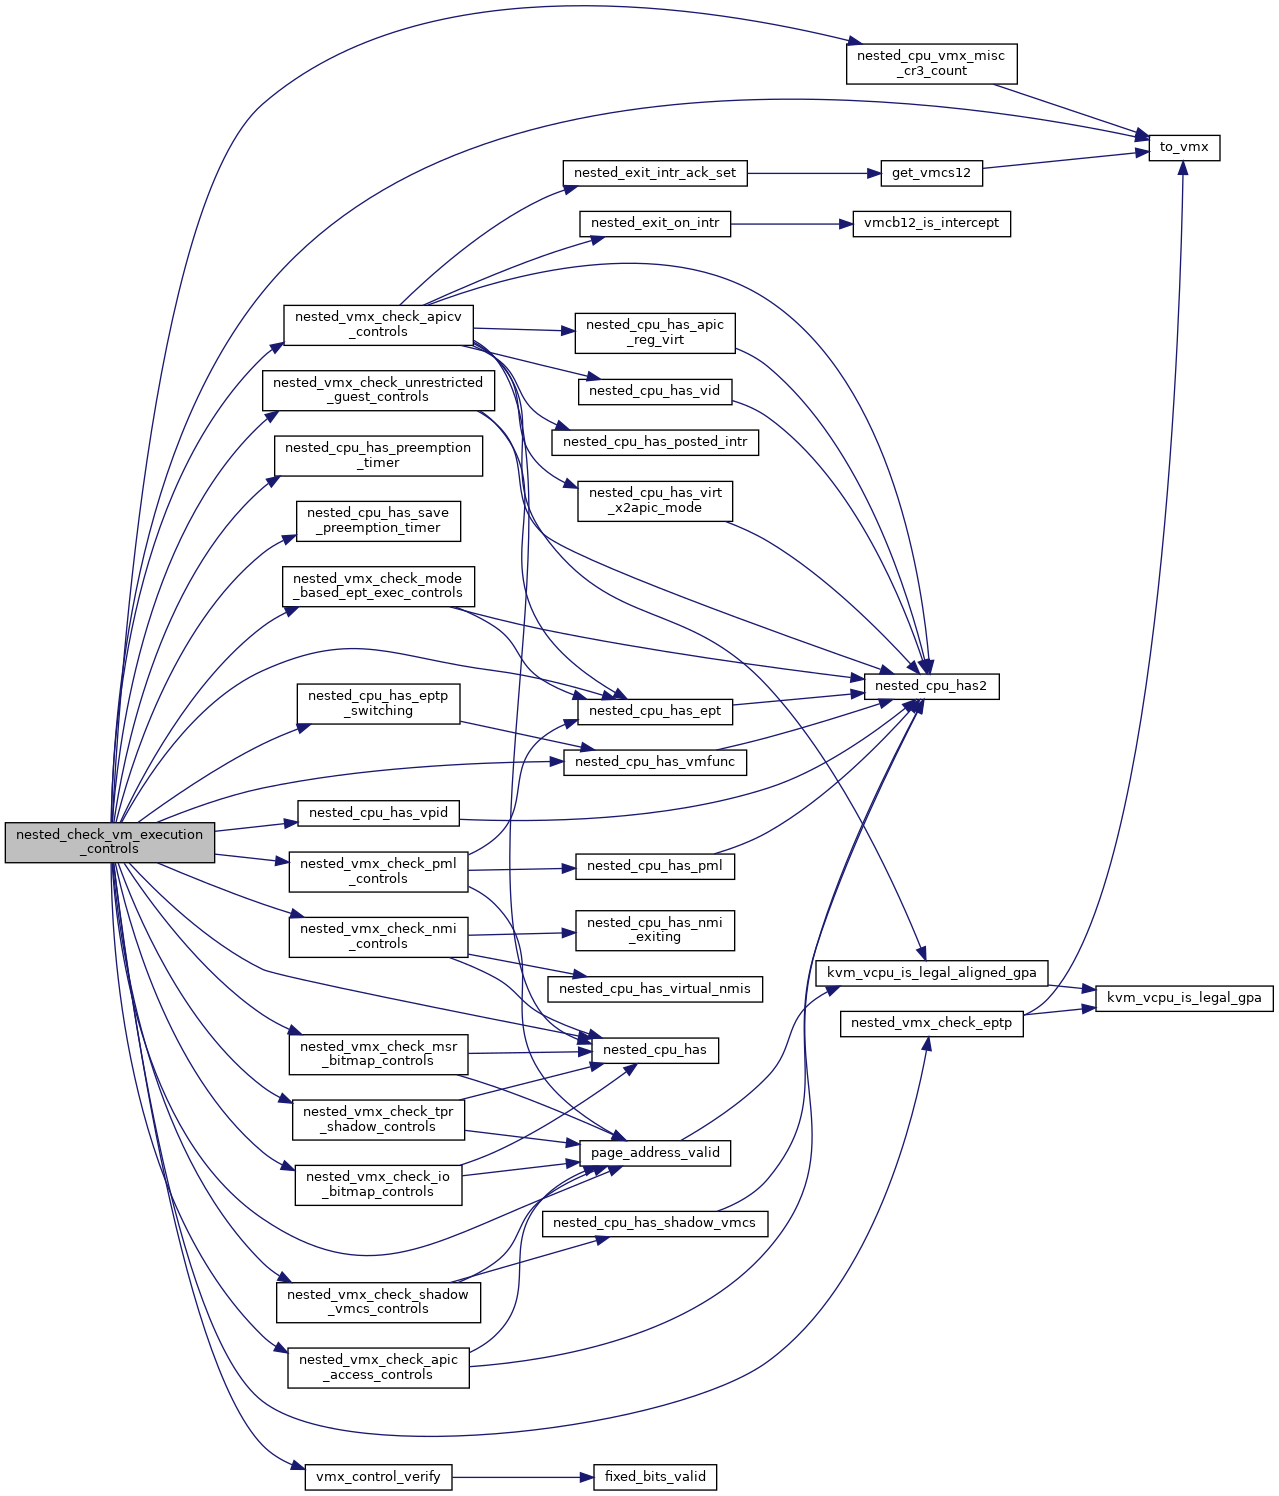 nested_cpu_vmx_misc
_cr3_count
to_vmx
nested_exit_intr_ack_set
get_vmcs12
nested_exit_on_intr
vmcb12_is_intercept
nested_vmx_check_apicv
_controls
nested_cpu_has_apic
_reg_virt
nested_vmx_check_unrestricted
_guest_controls
nested_cpu_has_vid
nested_cpu_has_preemption
_timer
nested_cpu_has_posted_intr
nested_cpu_has_save
_preemption_timer
nested_cpu_has_virt
_x2apic_mode
nested_vmx_check_mode
_based_ept_exec_controls
nested_cpu_has2
nested_cpu_has_eptp
_switching
nested_cpu_has_ept
nested_cpu_has_vmfunc
nested_cpu_has_vpid
nested_check_vm_execution
_controls
nested_vmx_check_pml
_controls
nested_cpu_has_pml
nested_vmx_check_nmi
_controls
nested_cpu_has_nmi
_exiting
kvm_vcpu_is_legal_aligned_gpa
nested_cpu_has_virtual_nmis
kvm_vcpu_is_legal_gpa
nested_vmx_check_eptp
nested_vmx_check_msr
_bitmap_controls
nested_cpu_has
nested_vmx_check_tpr
_shadow_controls
page_address_valid
nested_vmx_check_io
_bitmap_controls
nested_cpu_has_shadow_vmcs
nested_vmx_check_shadow
_vmcs_controls
nested_vmx_check_apic
_access_controls
vmx_control_verify
fixed_bits_valid